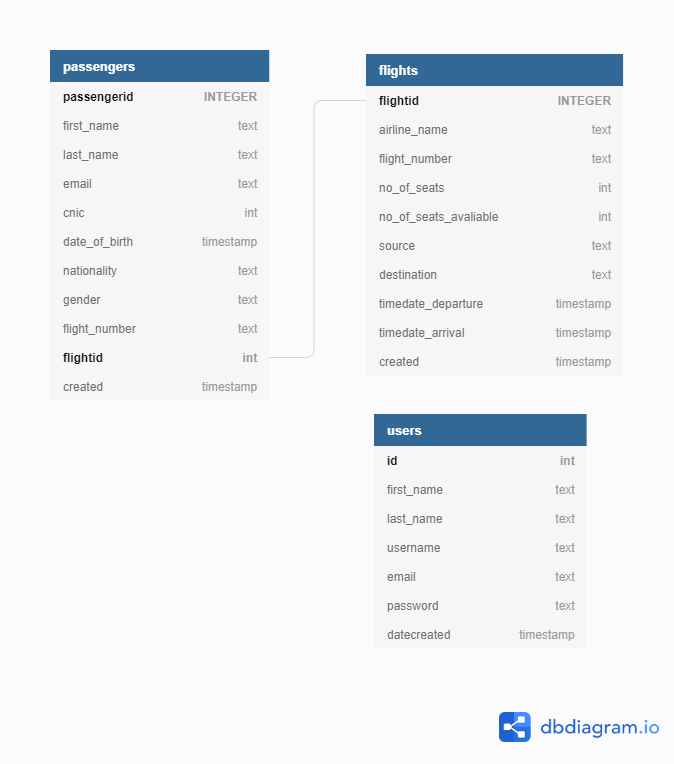 passengers
passengerid INTEGER
first_name text
last_name text
email text
cnic int
date_of_birth timestamp
nationality text
gender text
flight_number text
flightid int
created timestamp
flights
flightid INTEGER
airline_name text
flight_number text
no_of_seats int
no_of_seats_avaliable int
source text
destination text
timedate_departure timestamp
timedate_arrival timestamp
created timestamp
users
id int
first_name text
last_name text
username text
email text
password text
datecreated timestamp
dbdiagram.io